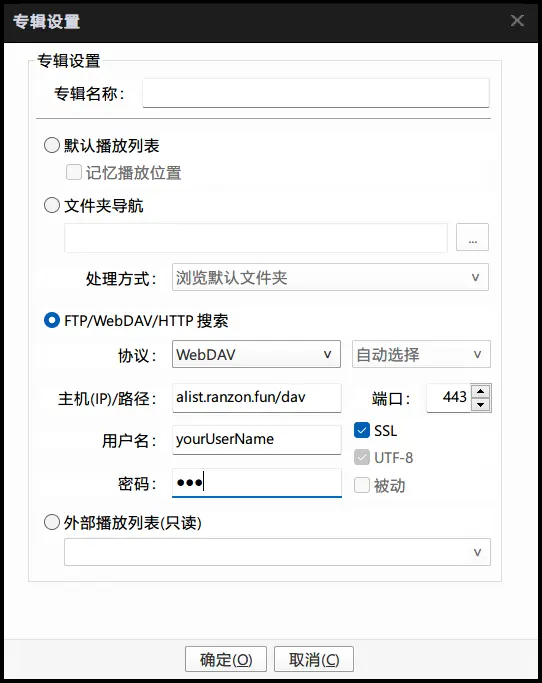 专辑设置
专辑设置
专辑名称：
默认播放列表
记忆播放位置
文件夹导航
...
处理方式： 浏览默认文件夹
FTP/WebDAV/HTTP 搜索
协议： WebDAV 自动选择
主机(IP)/路径： alist.ranzon.fun/dav 端口： 443
用户名： yourUserName SSL
UTF-8
密码： ●●● 被动
外部播放列表(只读)
确定(O) 取消(C)